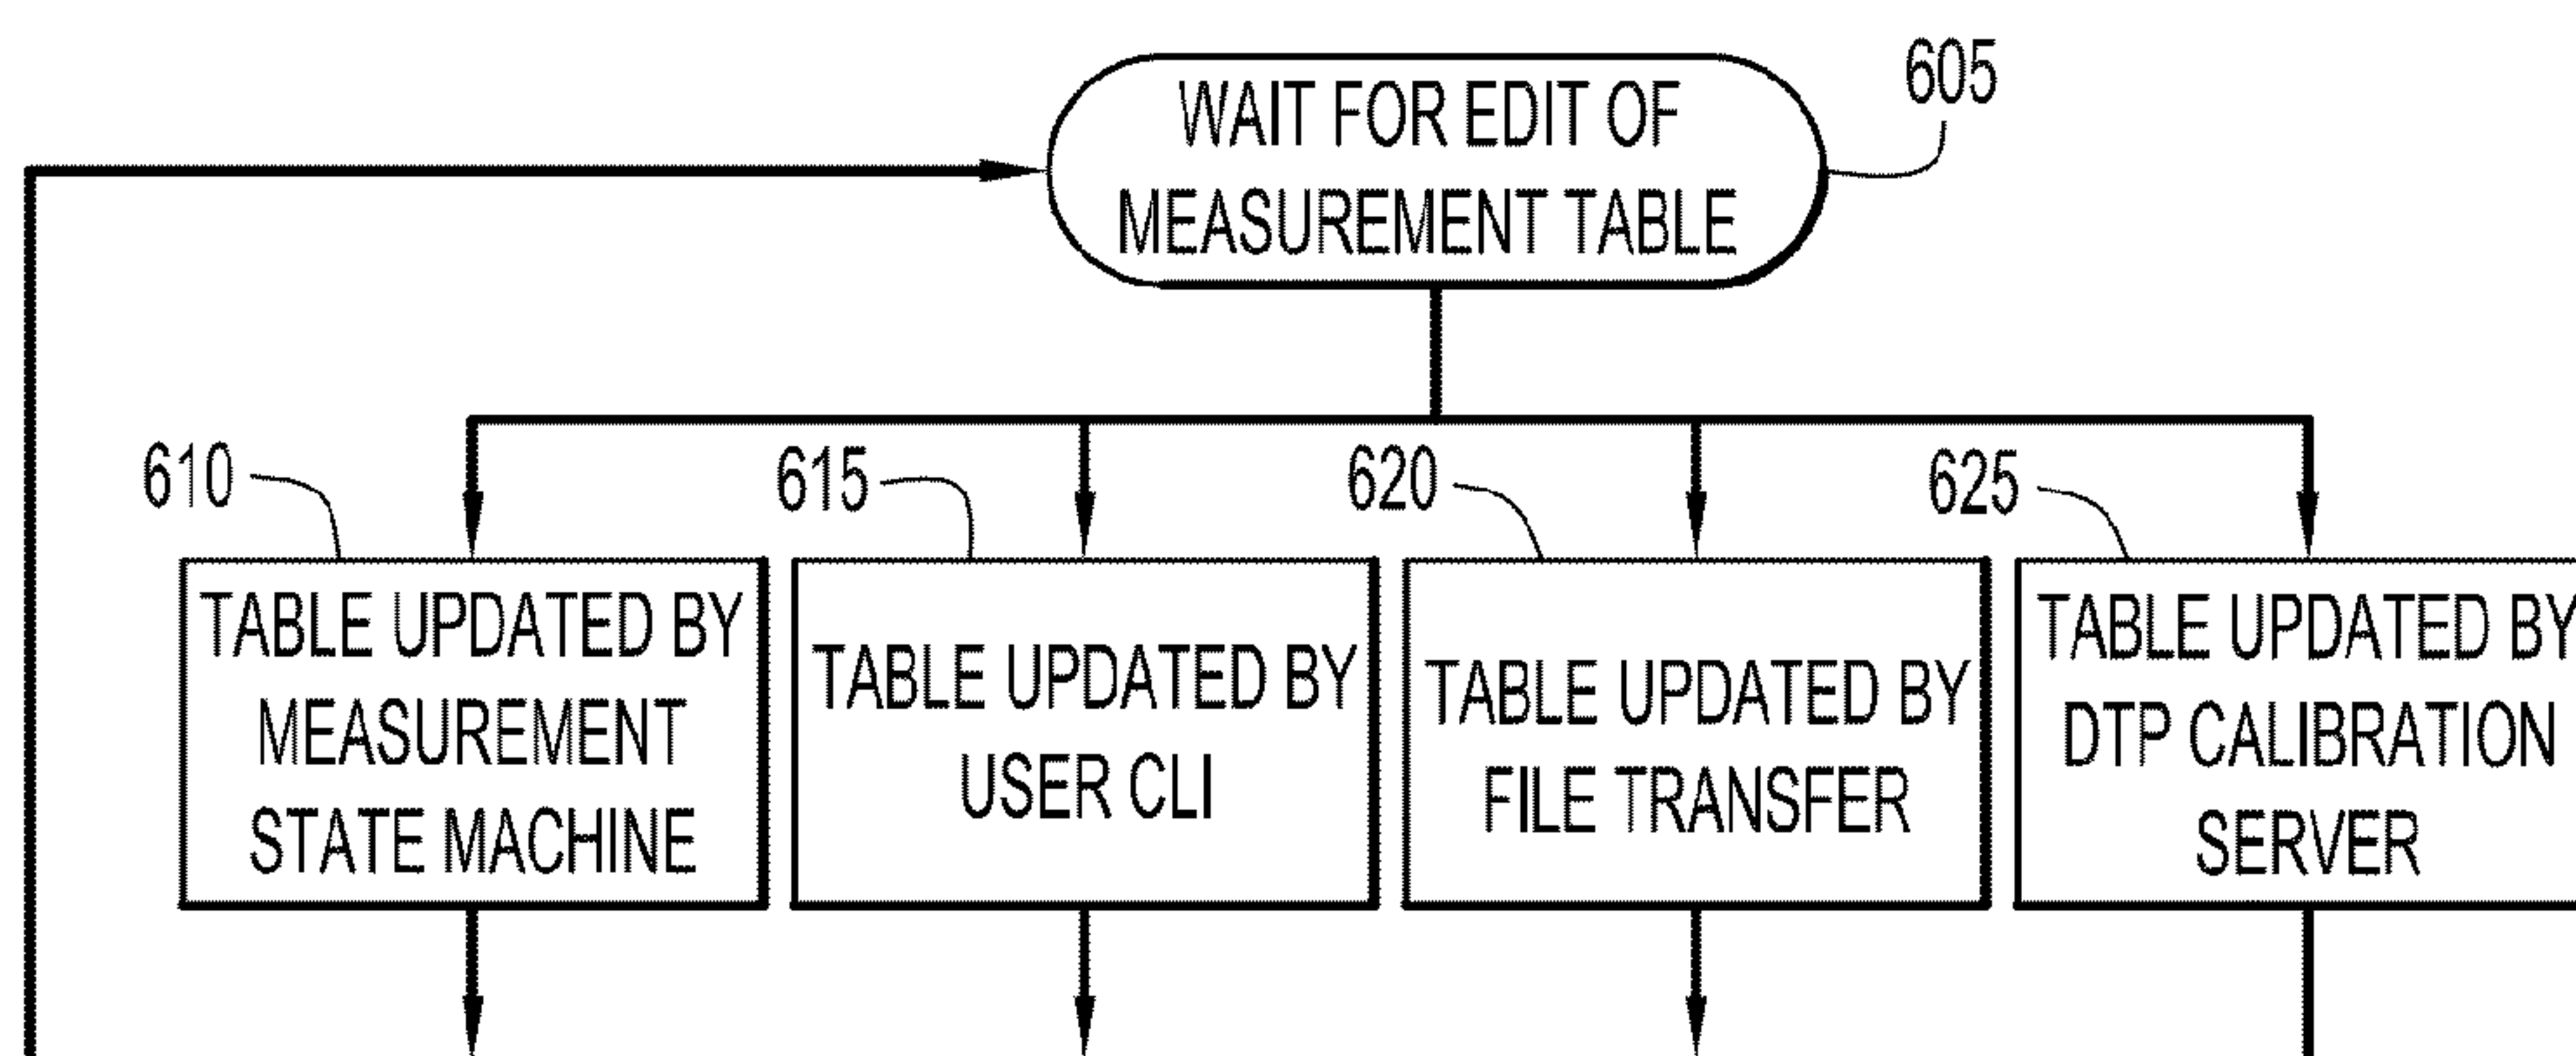 605
WAIT FOR EDIT OF
MEASUREMENT TABLE
610
615
620
625
TABLE UPDATED BY
MEASUREMENT
STATE MACHINE
TABLE UPDATED BY
USER CLI
TABLE UPDATED BY
FILE TRANSFER
TABLE UPDATED BY
DTP CALIBRATION
SERVER